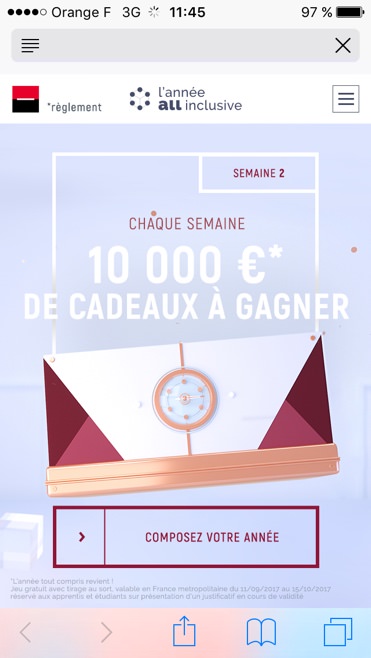 Orange F 3G 11:45 97 %
*règlement
l'année
all inclusive
SEMAINE 2
CHAQUE SEMAINE
10 000 €*
DE CADEAUX À GAGNER
COMPOSEZ VOTRE ANNÉE
*L'année tout compris revient !
Jeu gratuit avec tirage au sort, valable en France metropolitaine du 11/09/2017 au 15/10/2017
réservé aux apprentis et étudiants sur présentation d'un justificatif en cours de validité